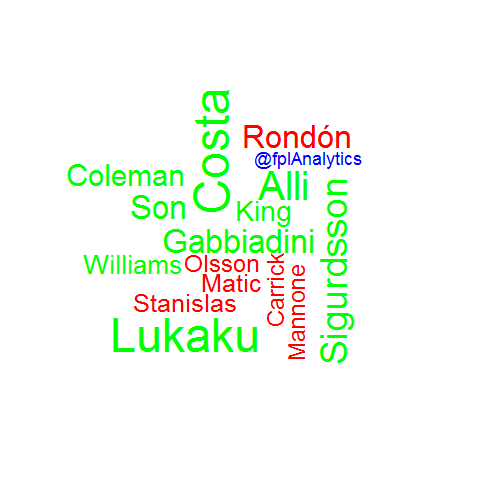 Costa
Rondón
@fplAnalytics
Coleman
Alli
Son
King
Sigurdsson
Gabbiadini
Williams
Olsson
Matic
Carrick
Mannone
Stanislas
Lukaku